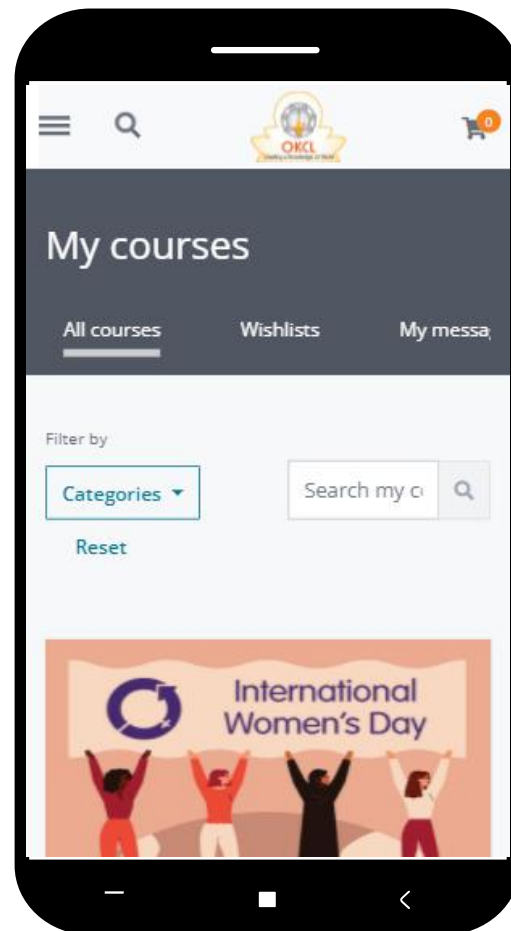 0
OKCL
My courses
All courses
Wishlists
My messa
Filter by
Categories
Search my c
Reset
International
Women's Day